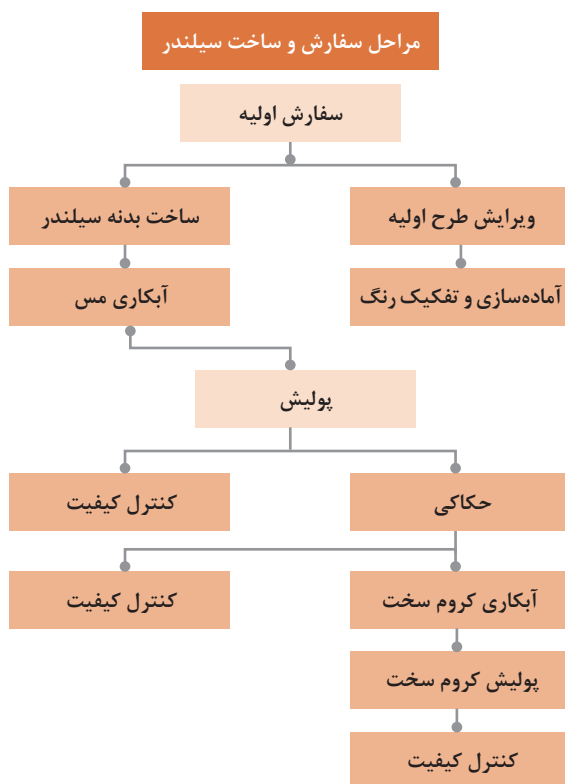 مراحل سفارش و ساخت سیلندر
سفارش اولیه
ویرایش طرح اولیه
ساخت بدنه سیلندر
آماده‌سازی و تفکیک رنگ
آبکاری مس
پولیش
حکاکی
کنترل کیفیت
آبکاری کروم سخت
کنترل کیفیت
پولیش کروم سخت
کنترل کیفیت